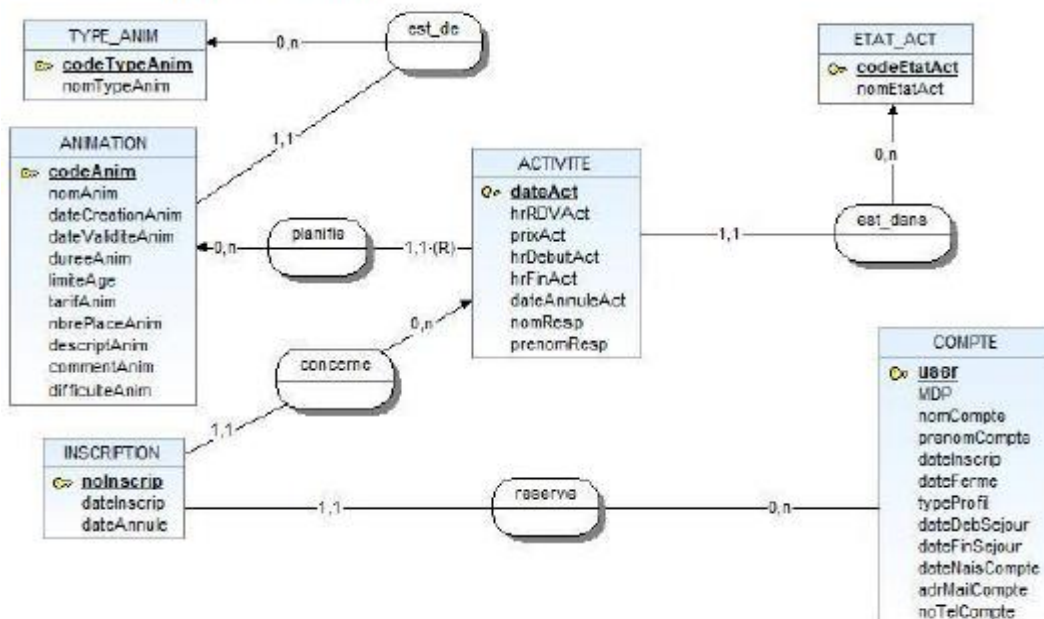 TYPE_ANIM
codeTypeAnim
nomTypeAnim
0,n
est_de
1,1
ETAT_ACT
codeEtatAct
nomEtatAct
0,n
est_dans
1,1
ANIMATION
codeAnim
nomAnim
dateCreationAnim
dateValiditeAnim
dureeAnim
limiteAge
tarifAnim
nbrePlaceAnim
descriptAnim
commentAnim
difficulteAnim
0,n
planifie
1,1-(R)
ACTIVITE
dateAct
hrRDVAct
prixAct
hrDebutAct
hrFinAct
dateAnnuleAct
nomResp
prenomResp
0,n
concerne
1,1
INSCRIPTION
noInscrip
dateInscrip
dateAnnule
1,1
reserve
0,n
COMPTE
user
MDP
nomCompte
prenomCompte
dateInscrip
dateFerme
typeProfil
dateDebSejour
dateFinSejour
dateNaisCompte
adrMailCompte
noTelCompte